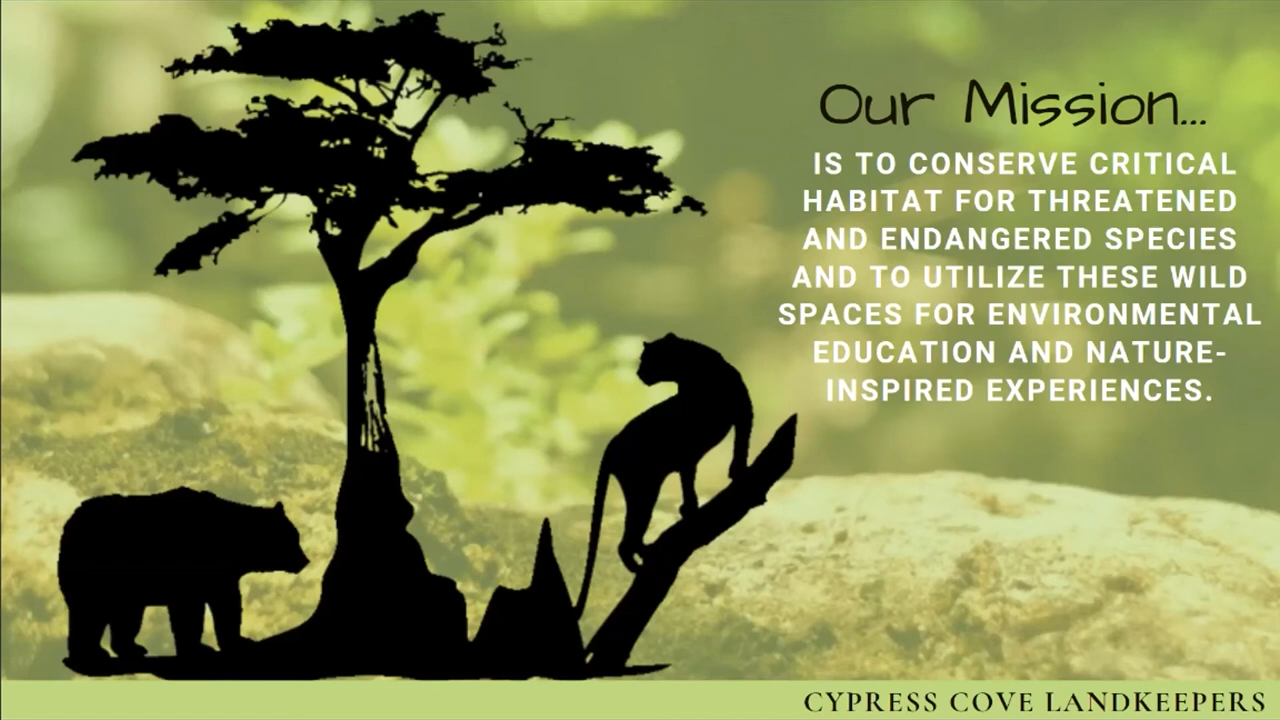 Our Mission...
IS TO CONSERVE CRITICAL
HABITAT FOR THREATENED
AND ENDANGERED SPECIES
AND TO UTILIZE THESE WILD
SPACES FOR ENVIRONMENTAL
EDUCATION AND NATURE-
INSPIRED EXPERIENCES.
CYPRESS COVE LANDKEEPERS